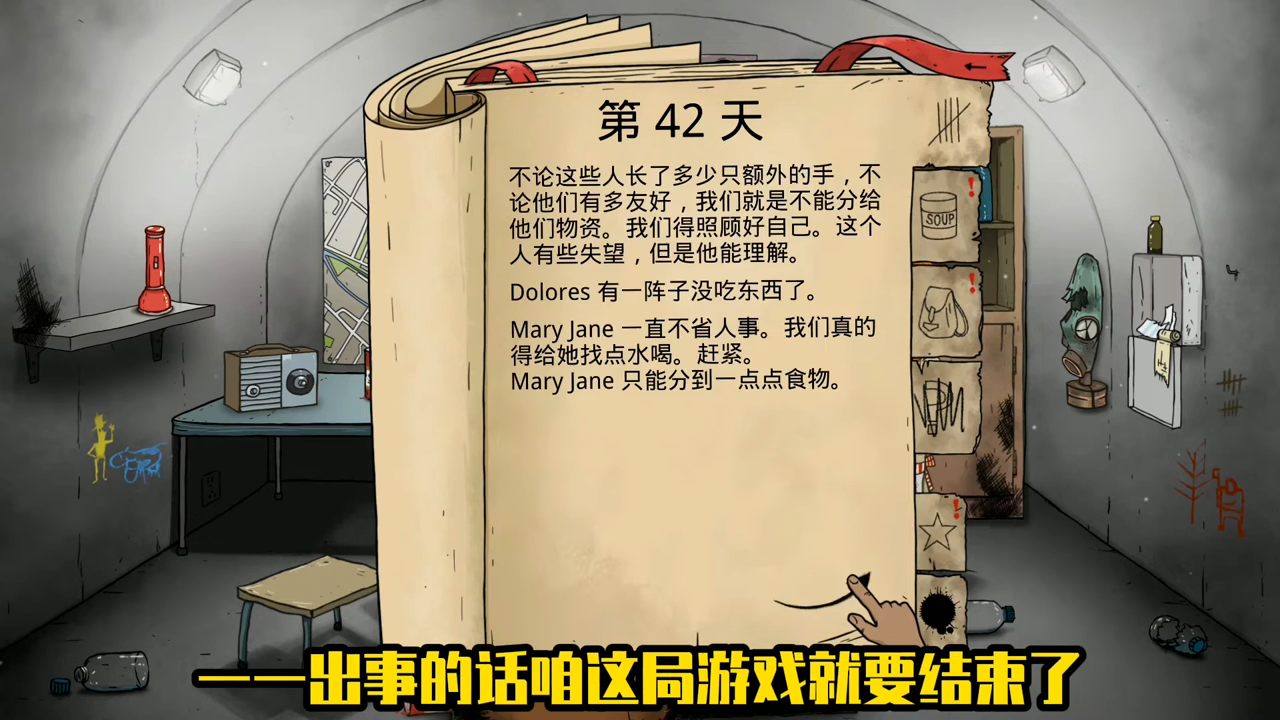 第 42 天
不论这些人长了多少只额外的手，不
论他们有多友好，我们就是不能分给
他们物资。我们得照顾好自己。这个
人有些失望，但是他能理解。
Dolores 有一阵子没吃东西了。
Mary Jane 一直不省人事。我们真的
得给她找点水喝。赶紧。
Mary Jane 只能分到一点点食物。
SOUP
——出事的话咱这局游戏就要结束了